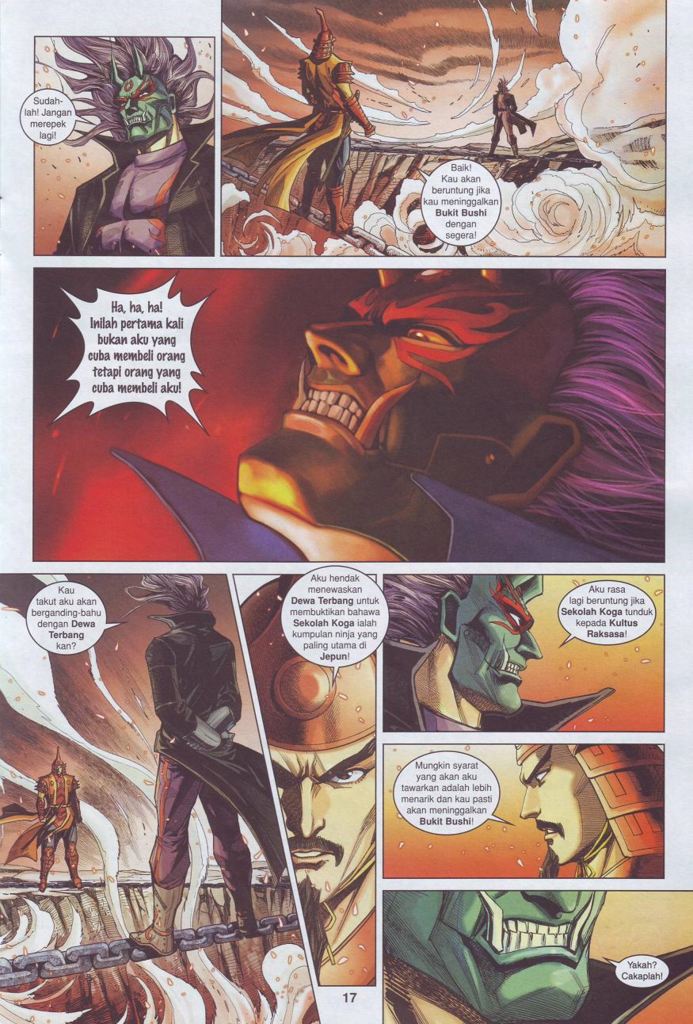 Sudah-
lah! Jangan
merepek
lagi!
Baik!
Kau akan
beruntung jika
kau meninggalkan
Bukit Bushi
dengan
segera!
Ha, ha, ha!
Inilah pertama kali
bukan aku yang
cuba membeli orang
tetapi orang yang
cuba membeli aku!
Kau
takut aku akan
berganding-bahu
dengan Dewa
Terbang
kan?
Aku hendak
menewaskan
Dewa Terbang untuk
membuktikan bahawa
Sekolah Koga ialah
kumpulan ninja yang
paling utama di
Jepun!
Aku rasa
lagi beruntung jika
Sekolah Koga tunduk
kepada Kultus
Raksasa!
Mungkin syarat
yang akan aku
tawarkan adalah lebih
menarik dan kau pasti
akan meninggalkan
Bukit Bushi!
Yakah?
Cakaplah!
17